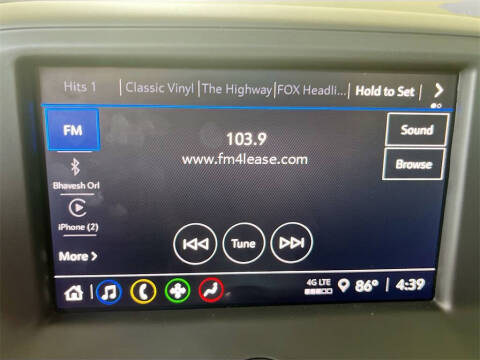 Hits 1 Classic Vinyl The Highway FOX Headli... Hold to Set
FM
103.9
www.fm4lease.com
Sound
Browse
Bhavesh Orl
iPhone (2)
More
Tune
4G LTE
86°
4:39